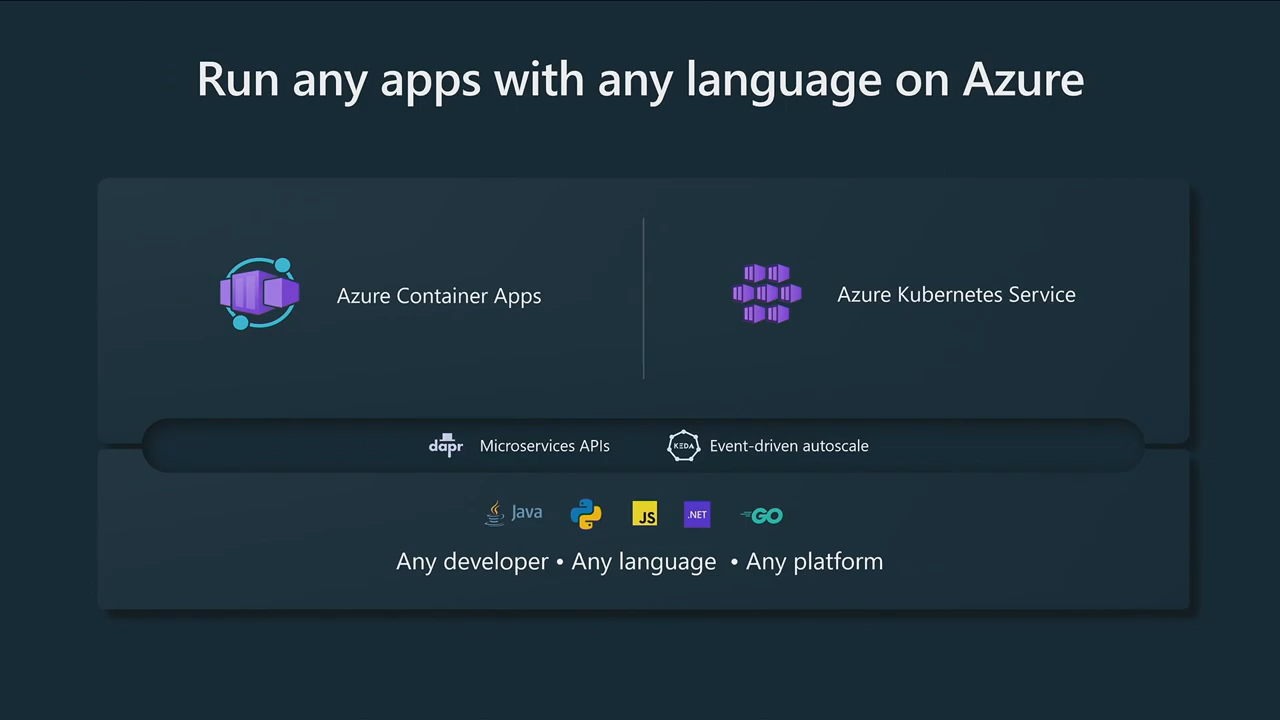 Run any apps with any language on Azure
Azure Container Apps
Azure Kubernetes Service
dapr Microservices APIs
KEDA Event-driven autoscale
Java JS .NET GO
Any developer • Any language • Any platform